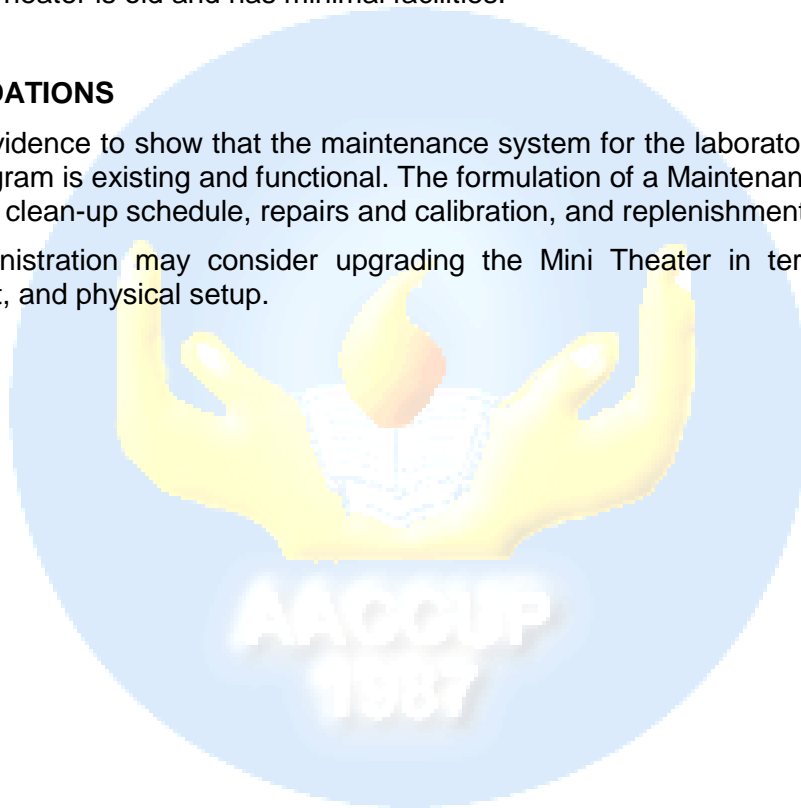 heater is old and has minimal facilities.
DATIONS
vidence to show that the maintenance system for the laborato
gram is existing and functional. The formulation of a Maintenan
clean-up schedule, repairs and calibration, and replenishment
nistration may consider upgrading the Mini Theater in ter
, and physical setup.
AACCUP
1987